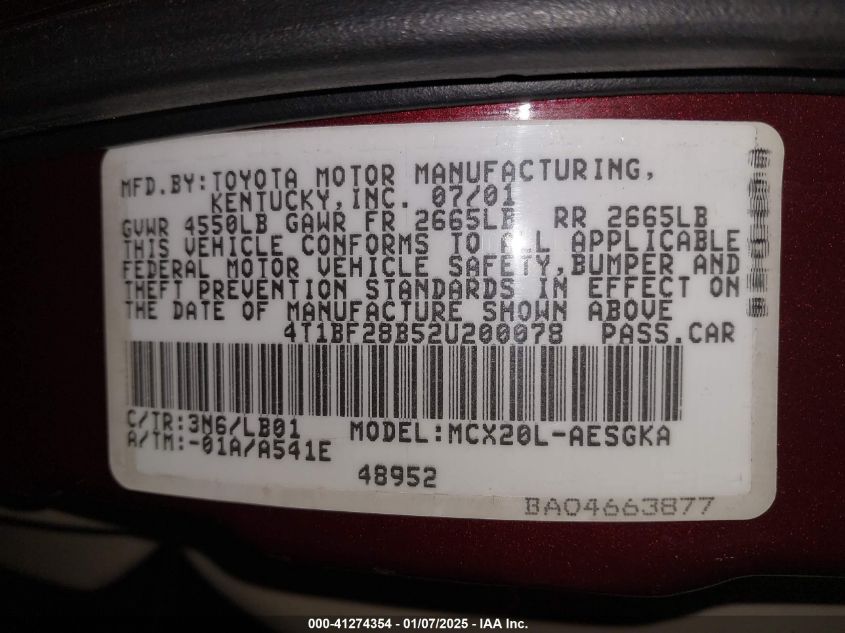 MFD.BY:TOYOTA MOTOR MANUFACTURING,
KENTUCKY,INC. 07/01
GVWR 4550LB GAWR FR 2665LB RR 2665LB
THIS VEHICLE CONFORMS TO ALL APPLICABLE
FEDERAL MOTOR VEHICLE SAFETY,BUMPER AND
THEFT PREVENTION STANDARDS IN EFFECT ON
THE DATE OF MANUFACTURE SHOWN ABOVE
4T1BF28B52U200078 PASS.CAR
C/TR:3N6/LB01 MODEL:MCX20L-AESGKA
A/TM:-01A/A541E
48952
BA04663877
000-41274354 | 01/07/2025 | IAA Inc.